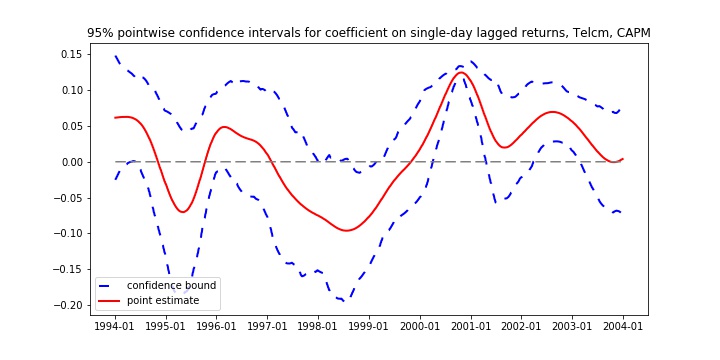 95% pointwise confidence intervals for coefficient on single-day lagged returns, Telcm, CAPM
0.15
0.10
0.05
0.00
−0.05
−0.10
−0.15
−0.20
confidence bound
point estimate
1994-01 1995-01 1996-01 1997-01 1998-01 1999-01 2000-01 2001-01 2002-01 2003-01 2004-01